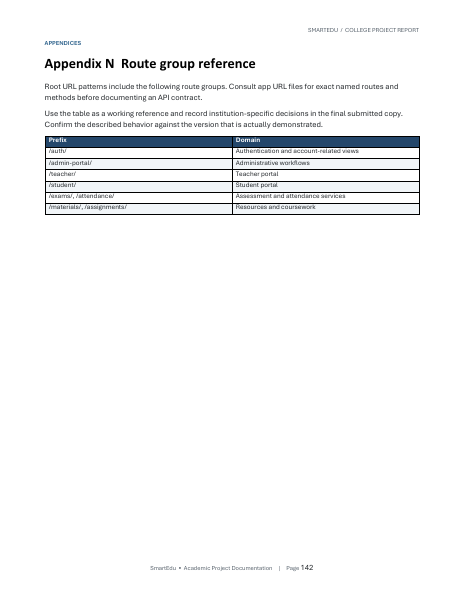 SMARTEDU / COLLEGE PROJECT REPORT
APPENDICES
Appendix N Route group reference
Root URL patterns include the following route groups. Consult app URL files for exact named routes and
methods before documenting an API contract.
Use the table as a working reference and record institution-specific decisions in the final submitted copy.
Confirm the described behavior against the version that is actually demonstrated.
Prefix Domain
/auth/ Authentication and account-related views
/admin-portal/ Administrative workflows
/teacher/ Teacher portal
/student/ Student portal
/exams/, /attendance/ Assessment and attendance services
/materials/, /assignments/ Resources and coursework
SmartEdu • Academic Project Documentation | Page 142